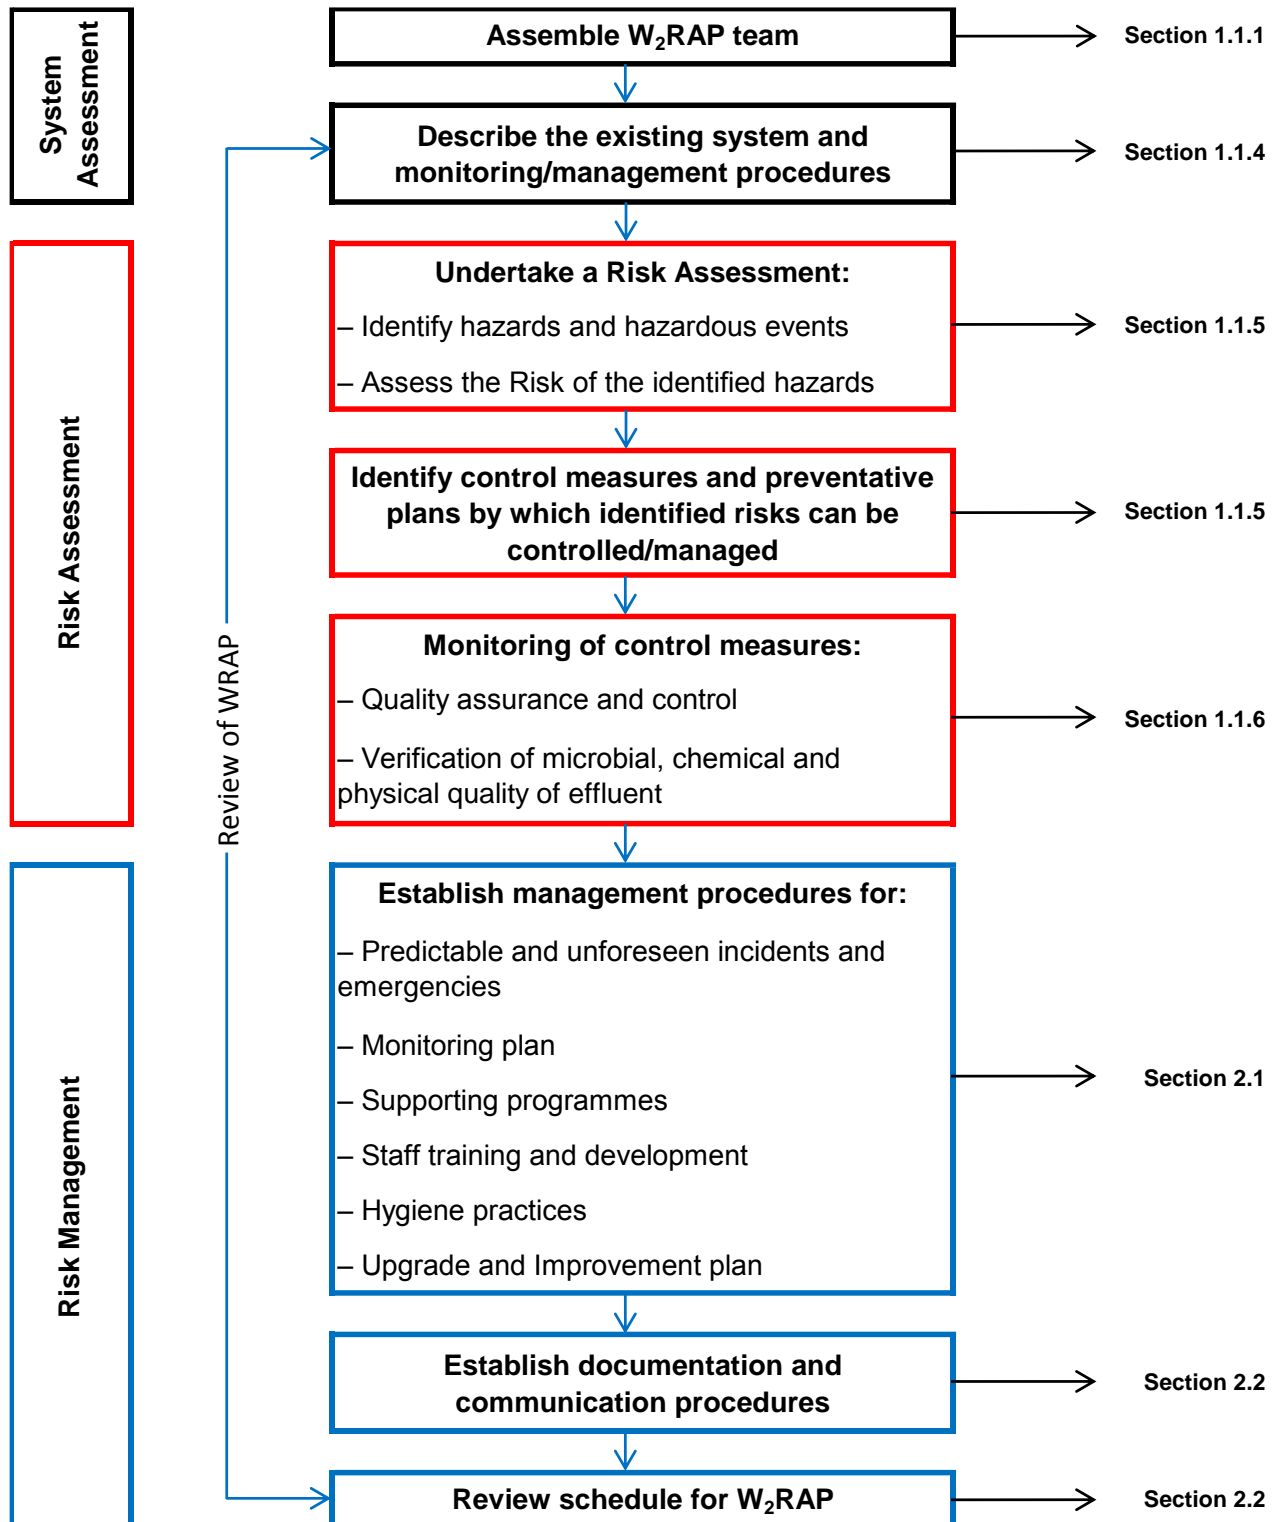 System
Assessment
Assemble W₂RAP team
Section 1.1.1
Describe the existing system and
monitoring/management procedures
Section 1.1.4
Risk Assessment
Undertake a Risk Assessment:
– Identify hazards and hazardous events
– Assess the Risk of the identified hazards
Section 1.1.5
Identify control measures and preventative
plans by which identified risks can be
controlled/managed
Section 1.1.5
Monitoring of control measures:
– Quality assurance and control
– Verification of microbial, chemical and
physical quality of effluent
Section 1.1.6
Review of WRAP
Risk Management
Establish management procedures for:
– Predictable and unforeseen incidents and
emergencies
– Monitoring plan
– Supporting programmes
– Staff training and development
– Hygiene practices
– Upgrade and Improvement plan
Section 2.1
Establish documentation and
communication procedures
Section 2.2
Review schedule for W₂RAP
Section 2.2